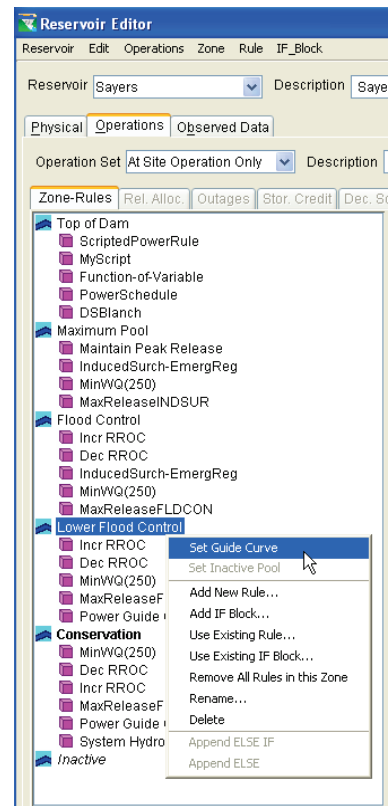 Reservoir Editor
Reservoir Edit Operations Zone Rule IF_Block
Reservoir Sayers Description Saye
Physical Operations Observed Data
Operation Set At Site Operation Only Description
Zone-Rules Rel. Alloc. Outages Stor. Credit Dec. Sc
Top of Dam
ScriptedPowerRule
MyScript
Function-of-Variable
PowerSchedule
DSBlanch
Maximum Pool
Maintain Peak Release
InducedSurch-EmergReg
MinWQ(250)
MaxReleaseINDSUR
Flood Control
Incr RROC
Dec RROC
InducedSurch-EmergReg
MinWQ(250)
MaxReleaseFLDCON
Lower Flood Control
Incr RROC
Dec RROC
MinWQ(250)
MaxReleaseF
Power Guide
Conservation
MinWQ(250)
Dec RROC
Incr RROC
MaxReleaseF
Power Guide
System Hydro
Inactive
Set Guide Curve
Set Inactive Pool
Add New Rule...
Add IF Block...
Use Existing Rule...
Use Existing IF Block...
Remove All Rules in this Zone
Rename...
Delete
Append ELSE IF
Append ELSE